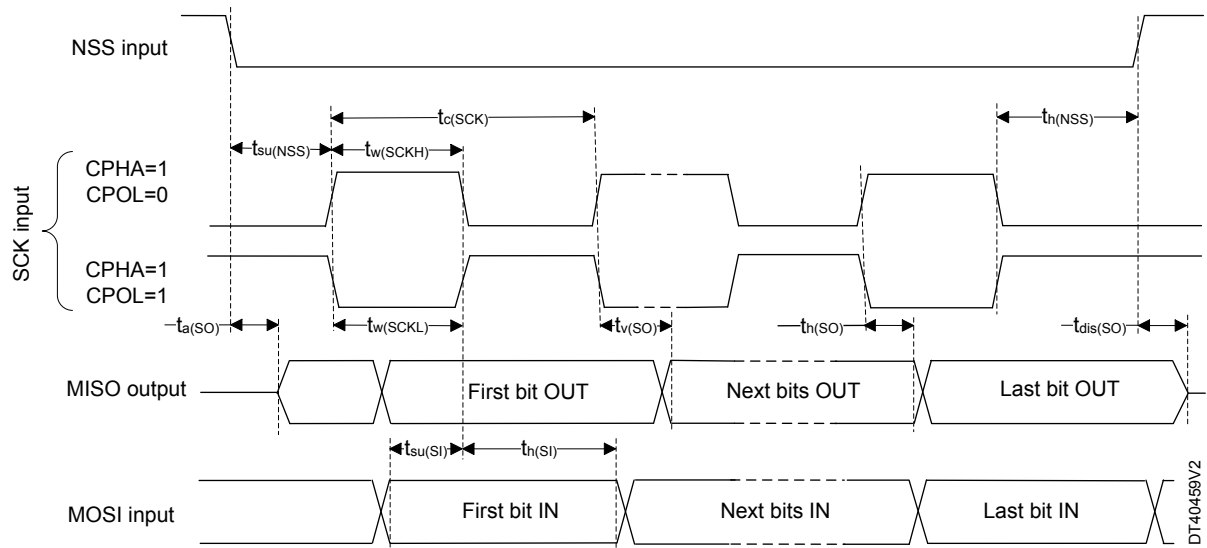 NSS input
tc(SCK)
th(NSS)
tsu(NSS)
tw(SCKH)
CPHA=1
CPOL=0
SCK input
CPHA=1
CPOL=1
ta(SO)
tw(SCKL)
tv(SO)
th(SO)
tdis(SO)
MISO output
First bit OUT
Next bits OUT
Last bit OUT
tsu(SI)
th(SI)
MOSI input
First bit IN
Next bits IN
Last bit IN
DT40459V2